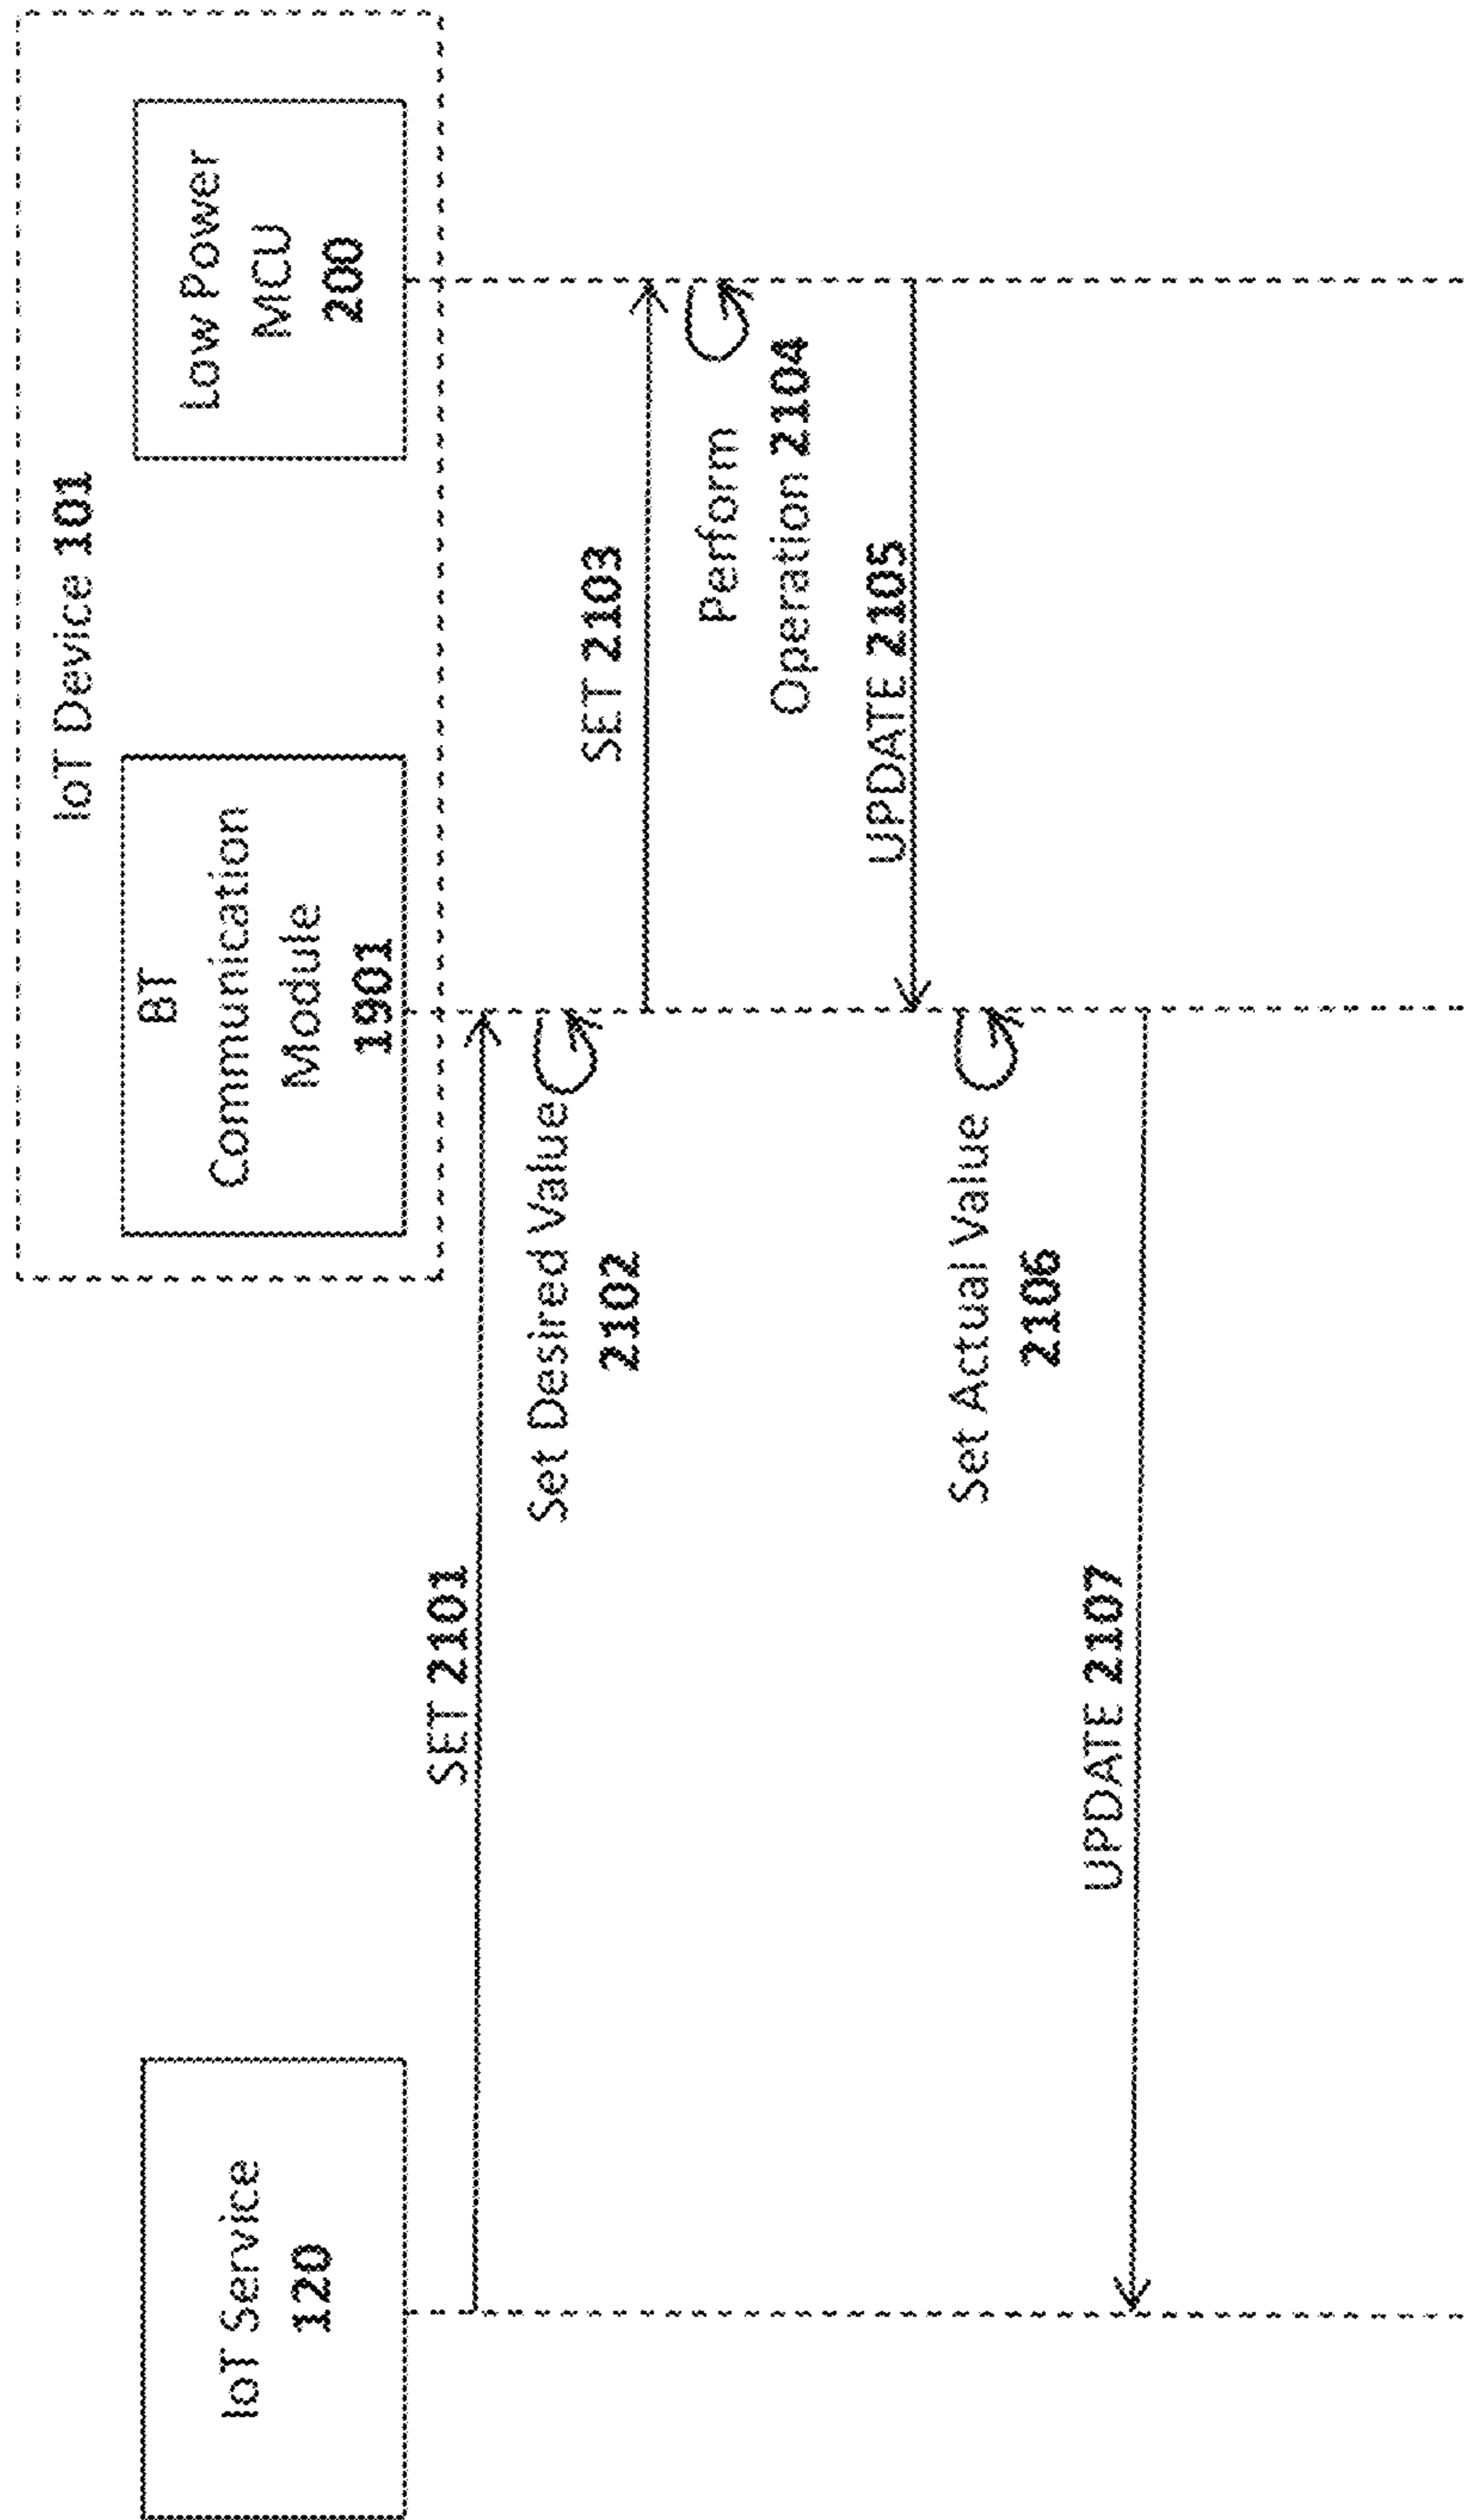 IoT Device 101
IoT Service
120
BT
Communication
Module
1901
Low Power
MCU
200
SET 2101
Set Desired Value
2102
SET 2103
Perform
Operation 2104
UPDATE 2105
Set Actual Value
2106
UPDATE 2107